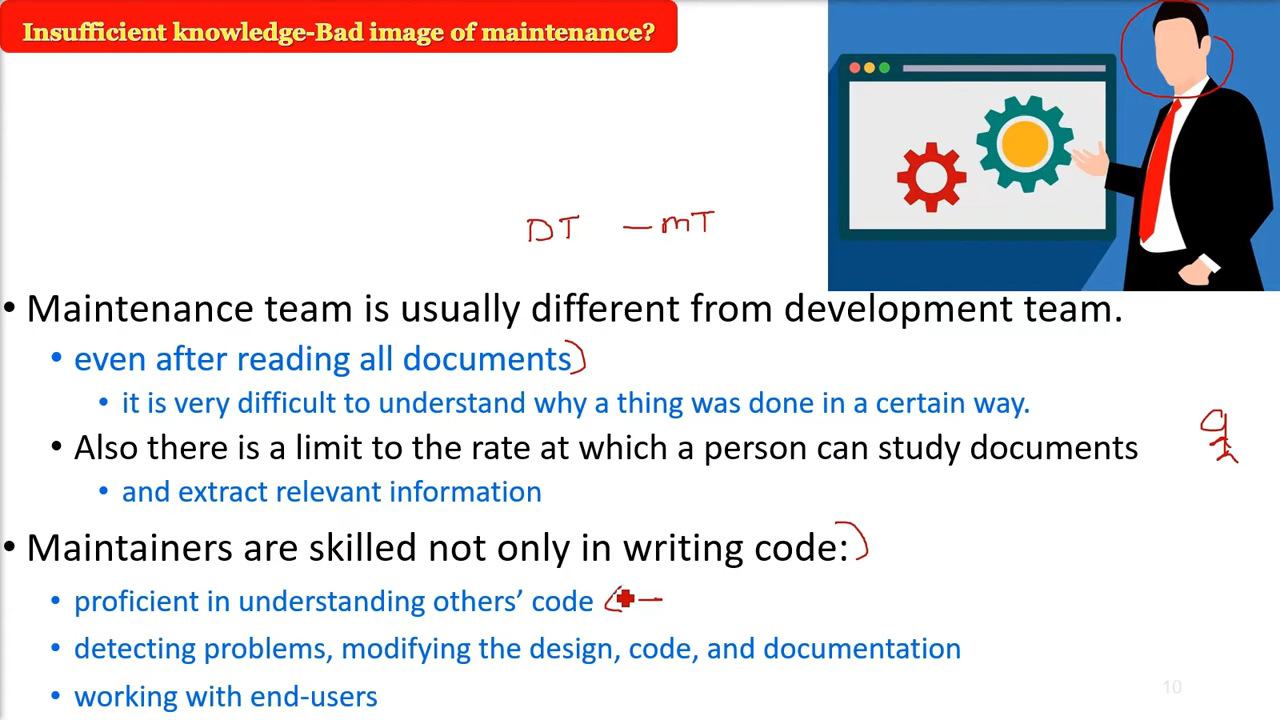 Insufficient knowledge-Bad image of maintenance?
DT - mT
• Maintenance team is usually different from development team.
• even after reading all documents
• it is very difficult to understand why a thing was done in a certain way.
• Also there is a limit to the rate at which a person can study documents
• and extract relevant information
• Maintainers are skilled not only in writing code:
• proficient in understanding others’ code
• detecting problems, modifying the design, code, and documentation
• working with end-users
10